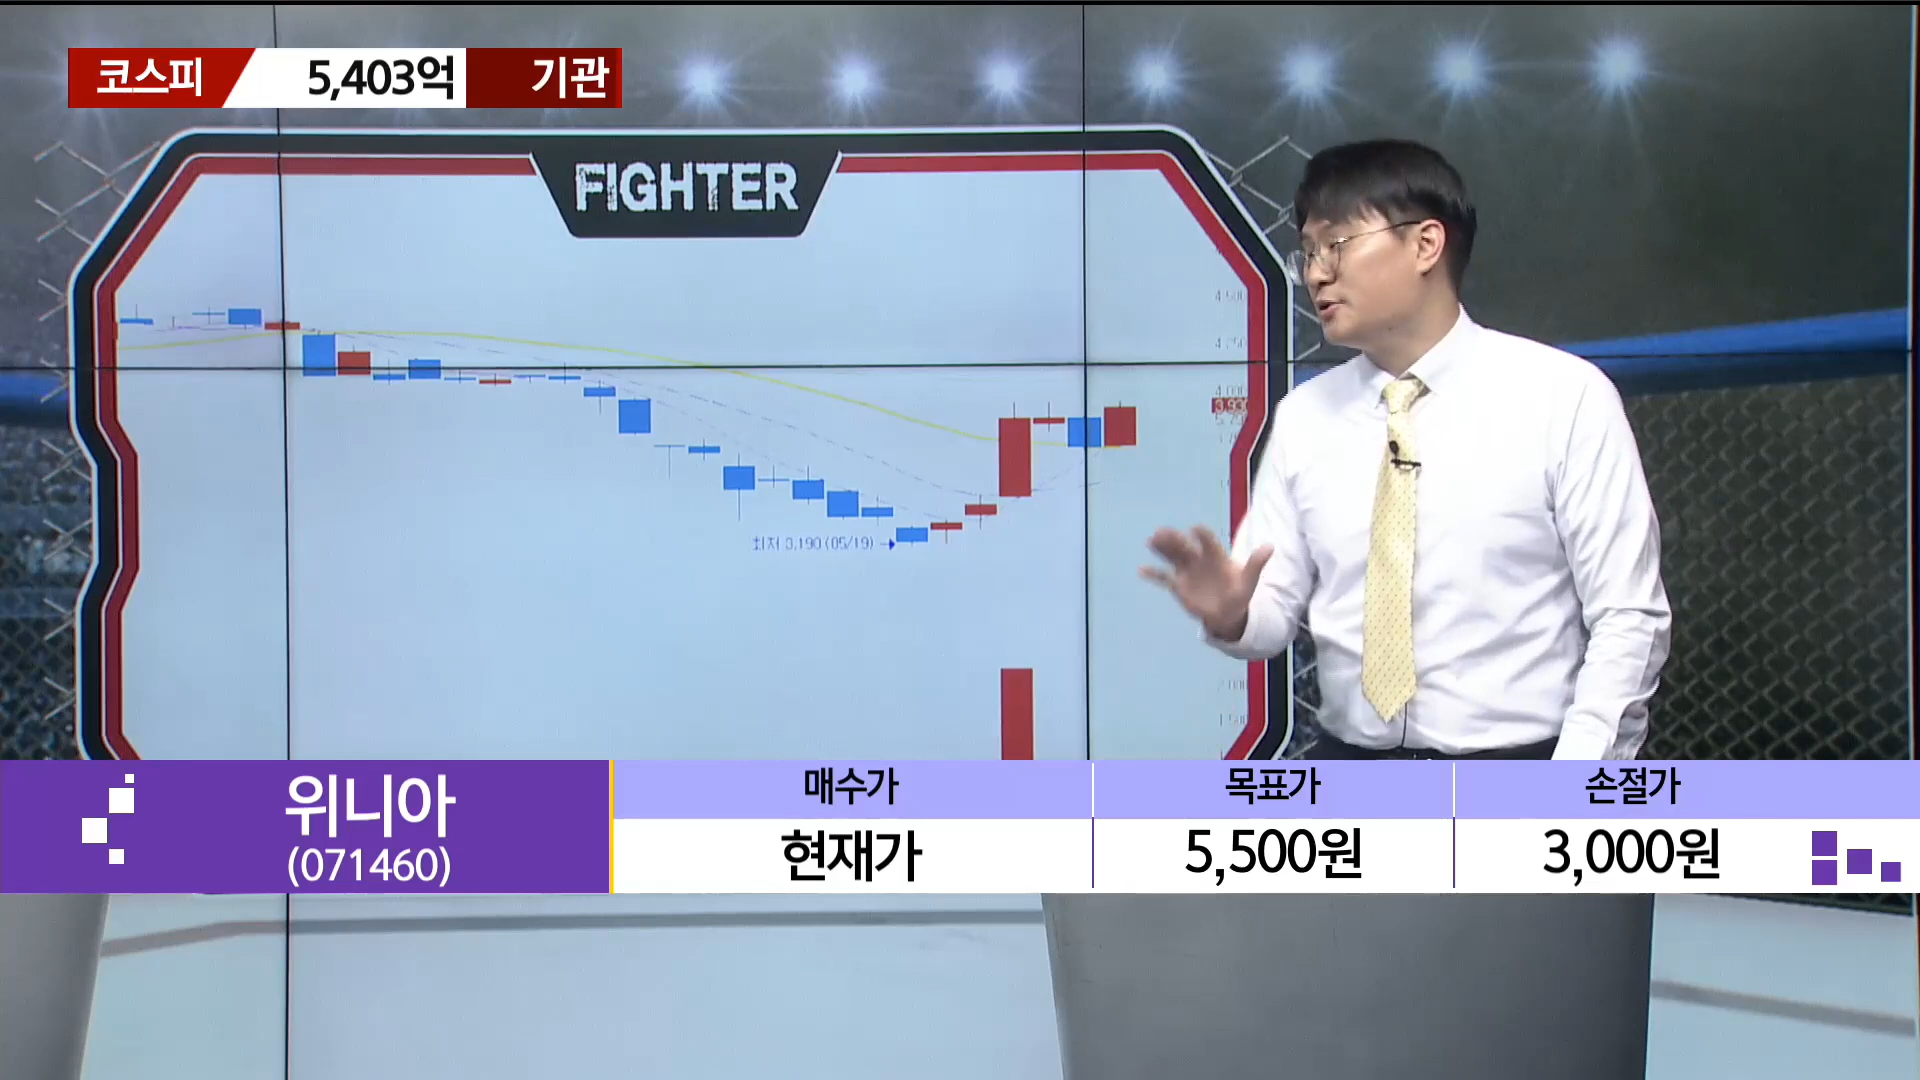 코스피 5,403억 기관
FIGHTER
최저 3,190 (05/19)
위니아
(071460)
매수가 목표가 손절가
현재가 5,500원 3,000원